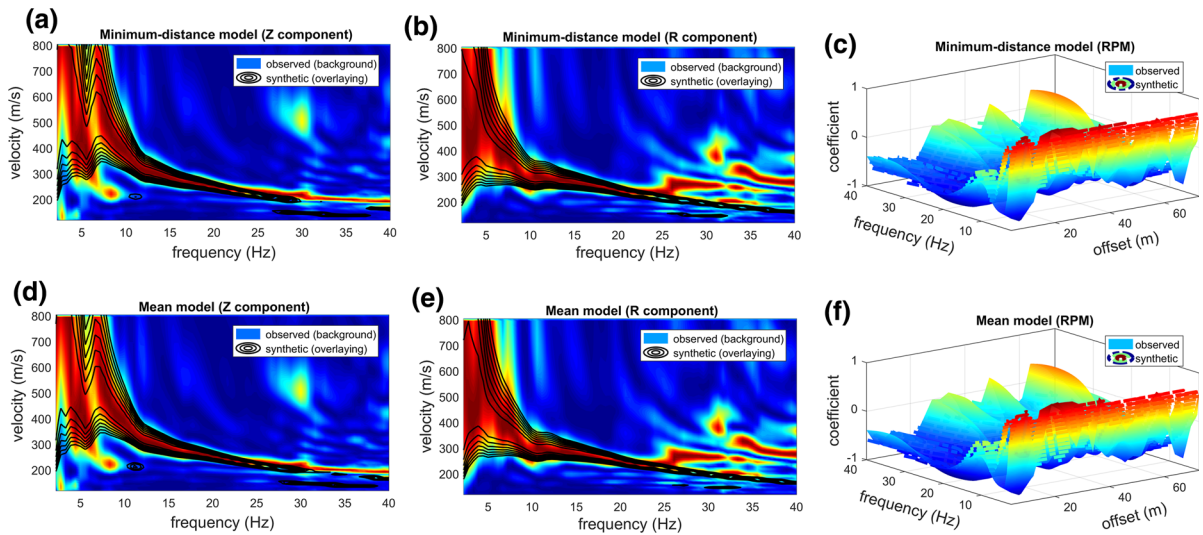 (a)
Minimum-distance model (Z component)
800
700
600
500
400
300
200
velocity (m/s)
observed (background)
synthetic (overlaying)
5 10 15 20 25 30 35 40
frequency (Hz)
(b)
Minimum-distance model (R component)
800
700
600
500
400
300
200
velocity (m/s)
observed (background)
synthetic (overlaying)
5 10 15 20 25 30 35 40
frequency (Hz)
(c)
Minimum-distance model (RPM)
observed
synthetic
1
0
-1
coefficient
40 30 20 10
frequency (Hz)
20 40 60
offset (m)
(d)
Mean model (Z component)
800
700
600
500
400
300
200
velocity (m/s)
observed (background)
synthetic (overlaying)
5 10 15 20 25 30 35 40
frequency (Hz)
(e)
Mean model (R component)
800
700
600
500
400
300
200
velocity (m/s)
observed (background)
synthetic (overlaying)
5 10 15 20 25 30 35 40
frequency (Hz)
(f)
Mean model (RPM)
observed
synthetic
1
0
-1
coefficient
40 30 20 10
frequency (Hz)
20 40 60
offset (m)